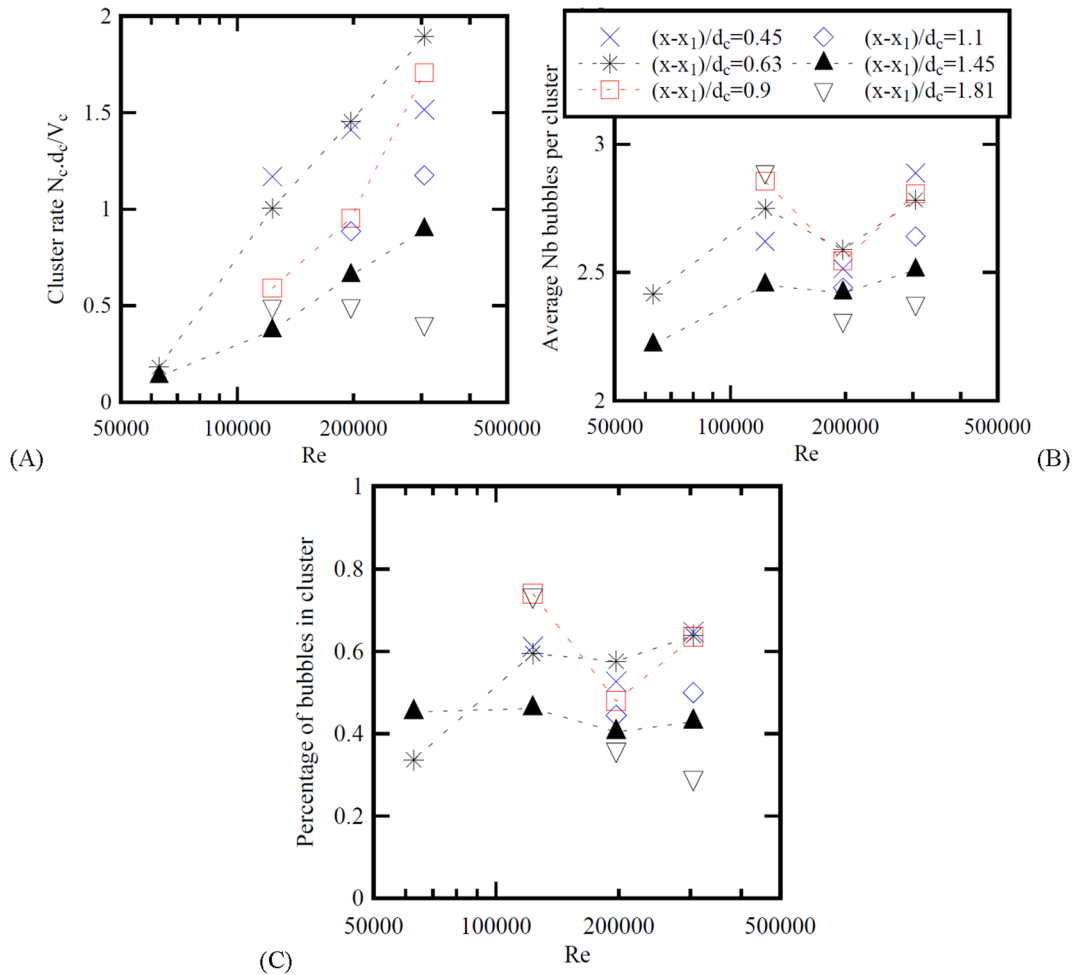 2
1.5
1
0.5
0
Cluster rate N_c.d_c/V_c
50000
100000
200000
500000
Re
(A)
(x-x_1)/d_c=0.45
(x-x_1)/d_c=1.1
(x-x_1)/d_c=0.63
(x-x_1)/d_c=1.45
(x-x_1)/d_c=0.9
(x-x_1)/d_c=1.81
3
2.5
2
Average Nb bubbles per cluster
50000
100000
200000
500000
Re
(B)
1
0.8
0.6
0.4
0.2
0
Percentage of bubbles in cluster
50000
100000
200000
500000
Re
(C)